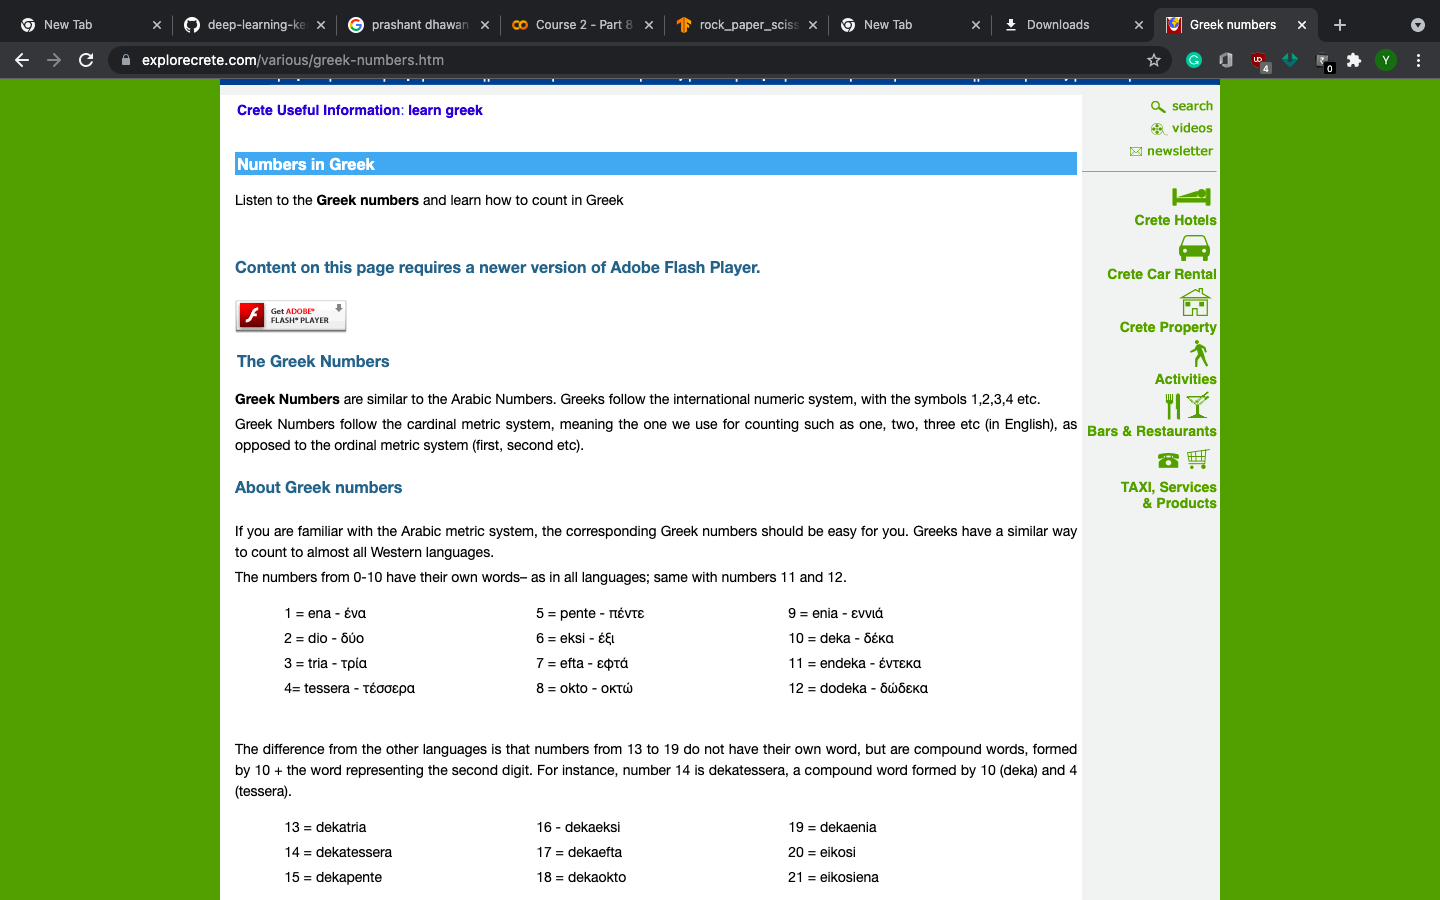 New Tab
deep-learning-ke
prashant dhawan
Course 2 - Part 8
rock_paper_sciss
New Tab
Downloads
Greek numbers
explorecrete.com/various/greek-numbers.htm
4
0
Y
Crete Useful Information: learn greek
search
videos
newsletter
Numbers in Greek
Listen to the Greek numbers and learn how to count in Greek
Crete Hotels
Content on this page requires a newer version of Adobe Flash Player.
Crete Car Rental
Get ADOBE®
FLASH® PLAYER
Crete Property
The Greek Numbers
Activities
Greek Numbers are similar to the Arabic Numbers. Greeks follow the international numeric system, with the symbols 1,2,3,4 etc.
Greek Numbers follow the cardinal metric system, meaning the one we use for counting such as one, two, three etc (in English), as
opposed to the ordinal metric system (first, second etc).
Bars & Restaurants
About Greek numbers
TAXI, Services
& Products
If you are familiar with the Arabic metric system, the corresponding Greek numbers should be easy for you. Greeks have a similar way
to count to almost all Western languages.
The numbers from 0-10 have their own words– as in all languages; same with numbers 11 and 12.
1 = ena - ένα
2 = dio - δύο
3 = tria - τρία
4= tessera - τέσσερα
5 = pente - πέντε
6 = eksi - έξι
7 = efta - εφτά
8 = okto - οκτώ
9 = enia - εννιά
10 = deka - δέκα
11 = endeka - έντεκα
12 = dodeka - δώδεκα
The difference from the other languages is that numbers from 13 to 19 do not have their own word, but are compound words, formed
by 10 + the word representing the second digit. For instance, number 14 is dekatessera, a compound word formed by 10 (deka) and 4
(tessera).
13 = dekatria
14 = dekatessera
15 = dekapente
16 - dekaeksi
17 = dekaefta
18 = dekaokto
19 = dekaenia
20 = eikosi
21 = eikosiena